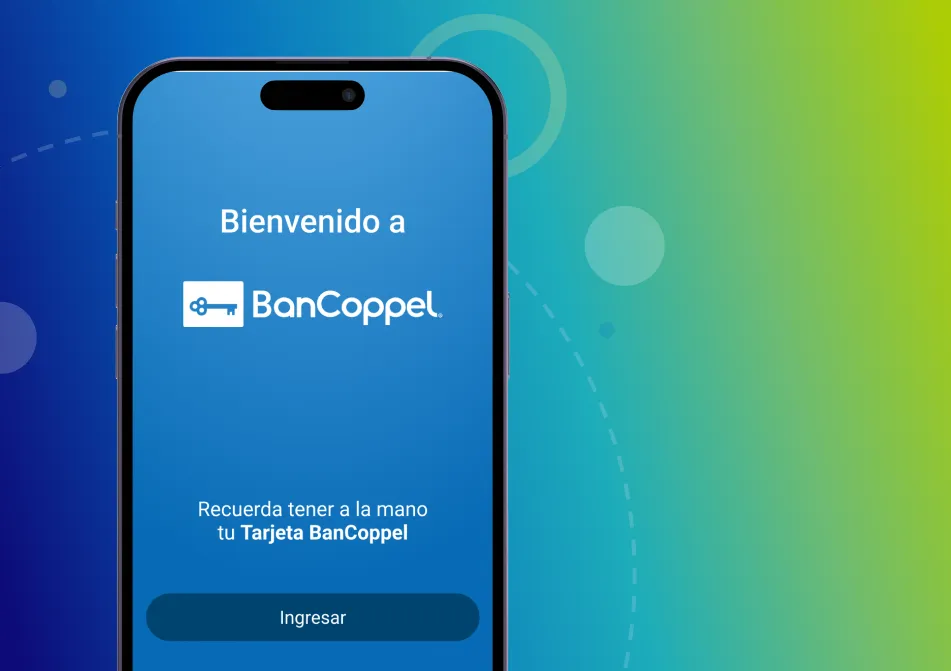 Bienvenido a
BanCoppel®
Recuerda tener a la mano
tu Tarjeta BanCoppel
Ingresar